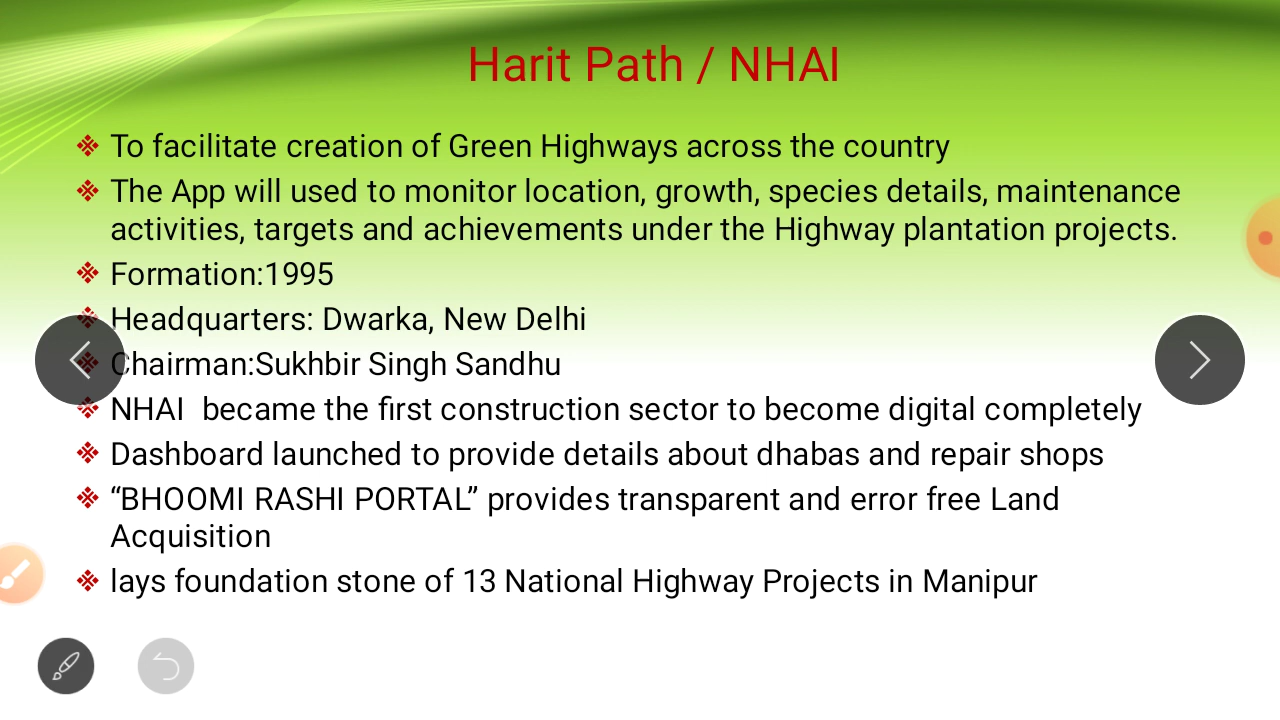 Harit Path / NHAI
To facilitate creation of Green Highways across the country
The App will used to monitor location, growth, species details, maintenance
activities, targets and achievements under the Highway plantation projects.
Formation:1995
Headquarters: Dwarka, New Delhi
Chairman:Sukhbir Singh Sandhu
NHAI  became the first construction sector to become digital completely
Dashboard launched to provide details about dhabas and repair shops
“BHOOMI RASHI PORTAL” provides transparent and error free Land
Acquisition
lays foundation stone of 13 National Highway Projects in Manipur